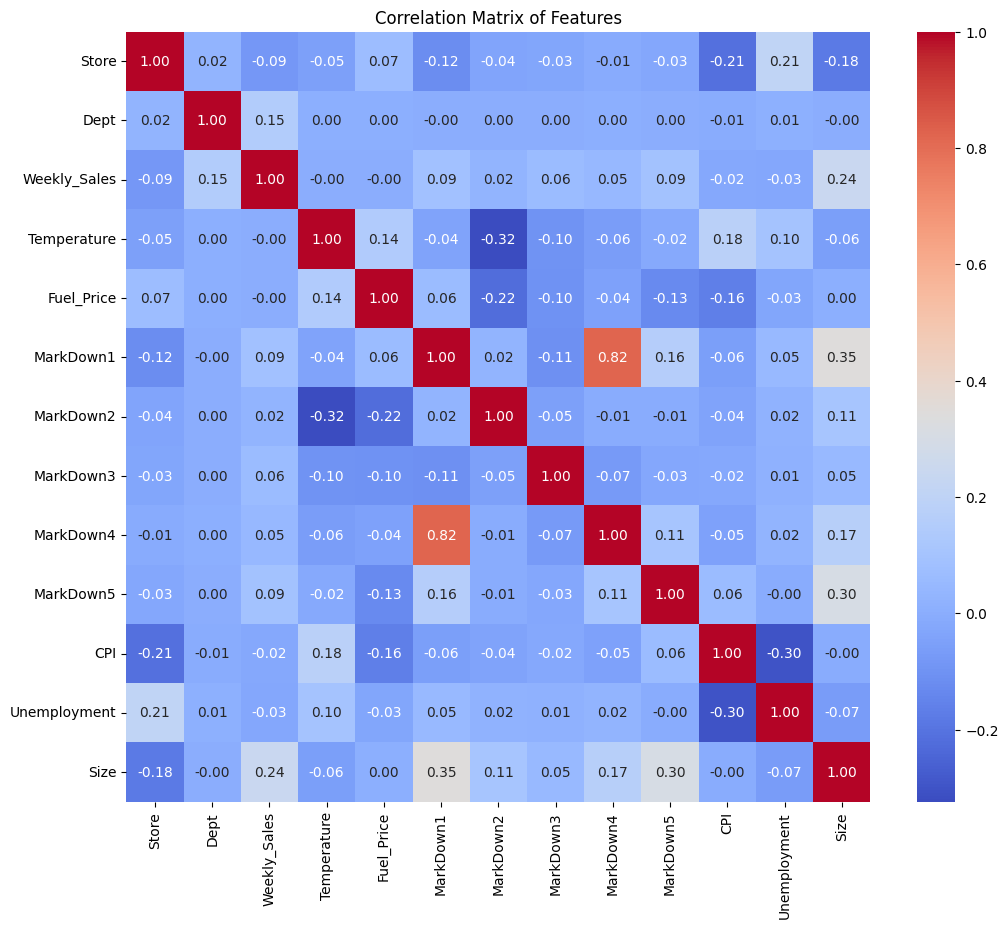 Correlation Matrix of Features
Store 1.00 0.02 -0.09 -0.05 0.07 -0.12 -0.04 -0.03 -0.01 -0.03 -0.21 0.21 -0.18
Dept 0.02 1.00 0.15 0.00 0.00 -0.00 0.00 0.00 0.00 0.00 -0.01 0.01 -0.00
Weekly_Sales -0.09 0.15 1.00 -0.00 -0.00 0.09 0.02 0.06 0.05 0.09 -0.02 -0.03 0.24
Temperature -0.05 0.00 -0.00 1.00 0.14 -0.04 -0.32 -0.10 -0.06 -0.02 0.18 0.10 -0.06
Fuel_Price 0.07 0.00 -0.00 0.14 1.00 0.06 -0.22 -0.10 -0.04 -0.13 -0.16 -0.03 0.00
MarkDown1 -0.12 -0.00 0.09 -0.04 0.06 1.00 0.02 -0.11 0.82 0.16 -0.06 0.05 0.35
MarkDown2 -0.04 0.00 0.02 -0.32 -0.22 0.02 1.00 -0.05 -0.01 -0.01 -0.04 0.02 0.11
MarkDown3 -0.03 0.00 0.06 -0.10 -0.10 -0.11 -0.05 1.00 -0.07 -0.03 -0.02 0.01 0.05
MarkDown4 -0.01 0.00 0.05 -0.06 -0.04 0.82 -0.01 -0.07 1.00 0.11 -0.05 0.02 0.17
MarkDown5 -0.03 0.00 0.09 -0.02 -0.13 0.16 -0.01 -0.03 0.11 1.00 0.06 -0.00 0.30
CPI -0.21 -0.01 -0.02 0.18 -0.16 -0.06 -0.04 -0.02 -0.05 0.06 1.00 -0.30 -0.00
Unemployment 0.21 0.01 -0.03 0.10 -0.03 0.05 0.02 0.01 0.02 -0.00 -0.30 1.00 -0.07
Size -0.18 -0.00 0.24 -0.06 0.00 0.35 0.11 0.05 0.17 0.30 -0.00 -0.07 1.00
Store Dept Weekly_Sales Temperature Fuel_Price MarkDown1 MarkDown2 MarkDown3 MarkDown4 MarkDown5 CPI Unemployment Size
1.0
0.8
0.6
0.4
0.2
0.0
−0.2